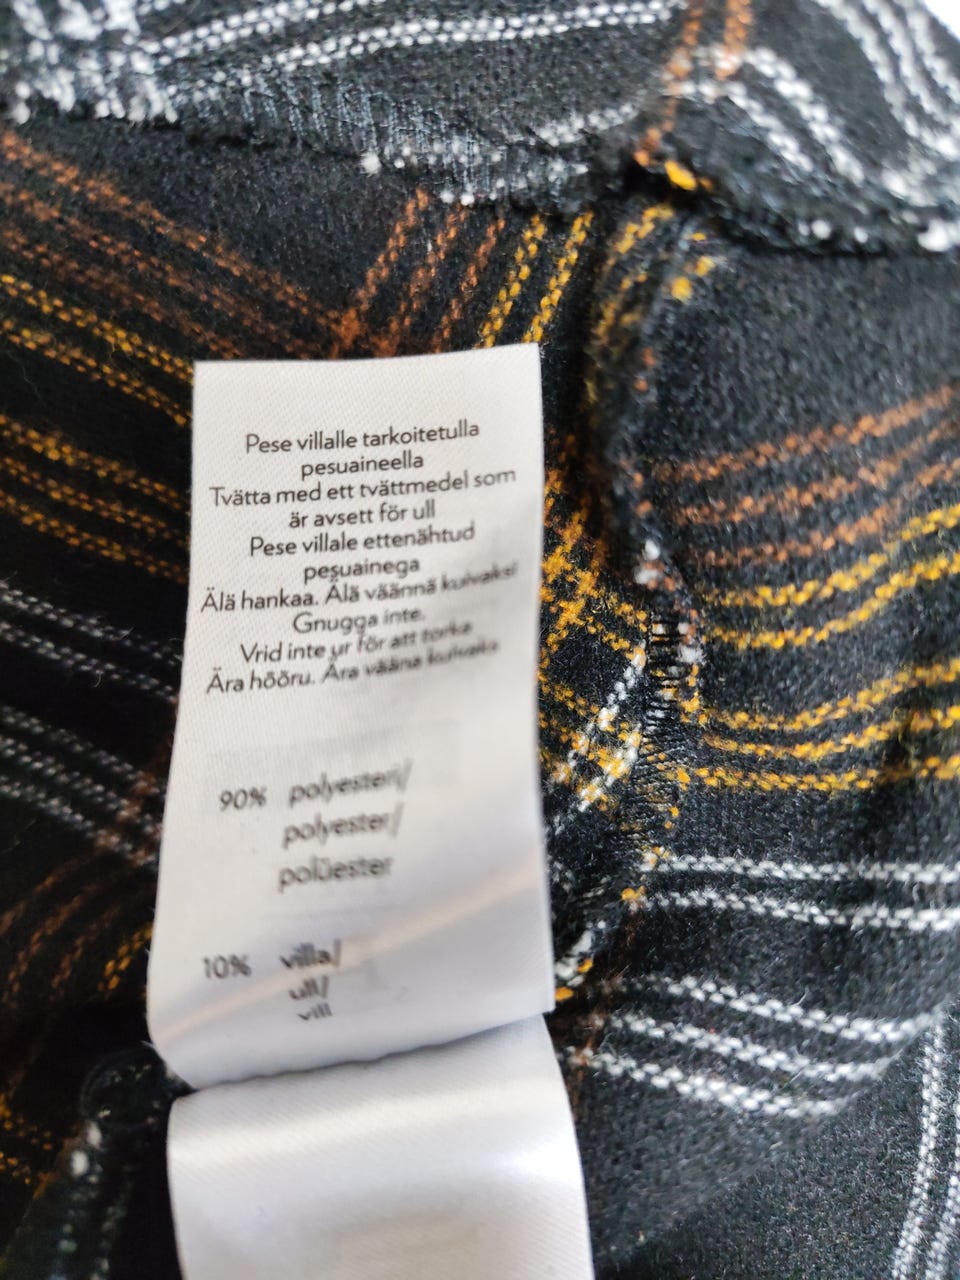 Pese villalle tarkoitetulla
pesuaineella
Tvätta med ett tvättmedel som
är avsett för ull
Pese villale ettenähtud
pesuainega
Älä hankaa. Älä väännä kuivaksi
Gnugga inte.
Vrid inte ur för att torka
Ära hõõru. Ära vääna kuivaks
90% polyesteri/
polyester/
polüester
10% villa/
ull/
vill